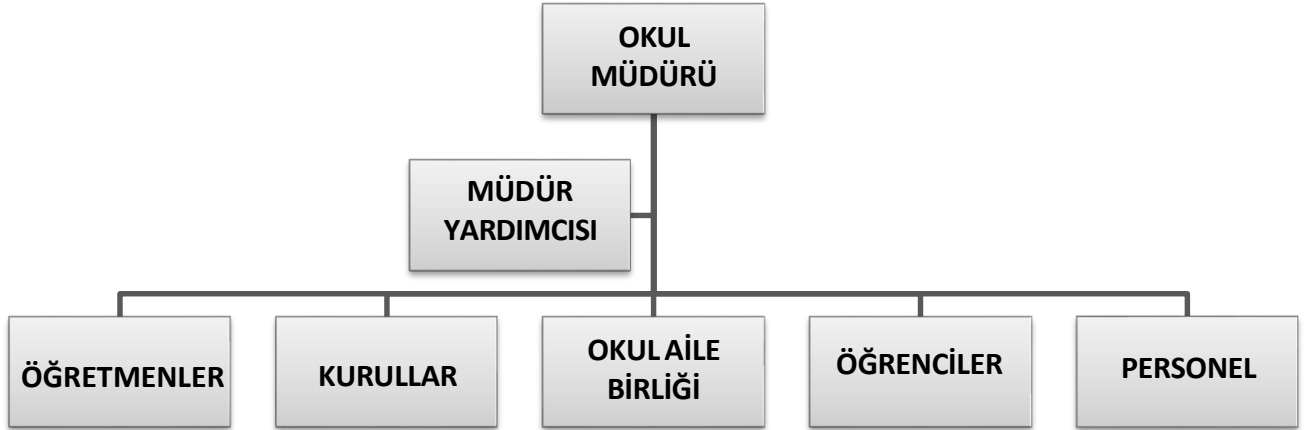 OKUL
MÜDÜRÜ
MÜDÜR
YARDIMCISI
ÖĞRETMENLER
KURULLAR
OKUL AİLE
BİRLİĞİ
ÖĞRENCİLER
PERSONEL